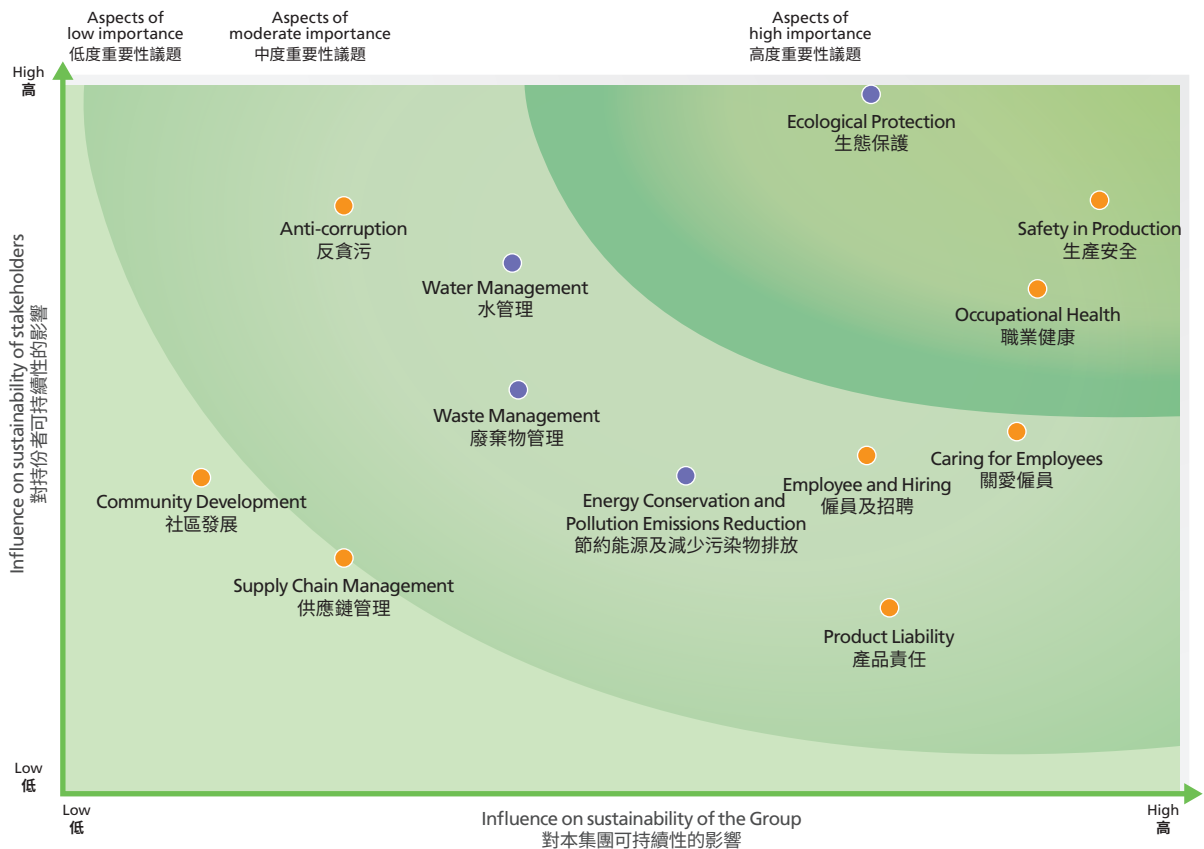 Aspects of
low importance
低度重要性議題
Aspects of
moderate importance
中度重要性議題
Aspects of
high importance
高度重要性議題
High
高
Ecological Protection
生態保護
Anti-corruption
反貪污
Safety in Production
生產安全
Water Management
水管理
Occupational Health
職業健康
Influence on sustainability of stakeholders
對持份者可持續性的影響
Waste Management
廢棄物管理
Caring for Employees
關愛僱員
Employee and Hiring
僱員及招聘
Community Development
社區發展
Energy Conservation and
Pollution Emissions Reduction
節約能源及減少污染物排放
Supply Chain Management
供應鏈管理
Product Liability
產品責任
Low
低
Low
低
Influence on sustainability of the Group
對本集團可持續性的影響
High
高